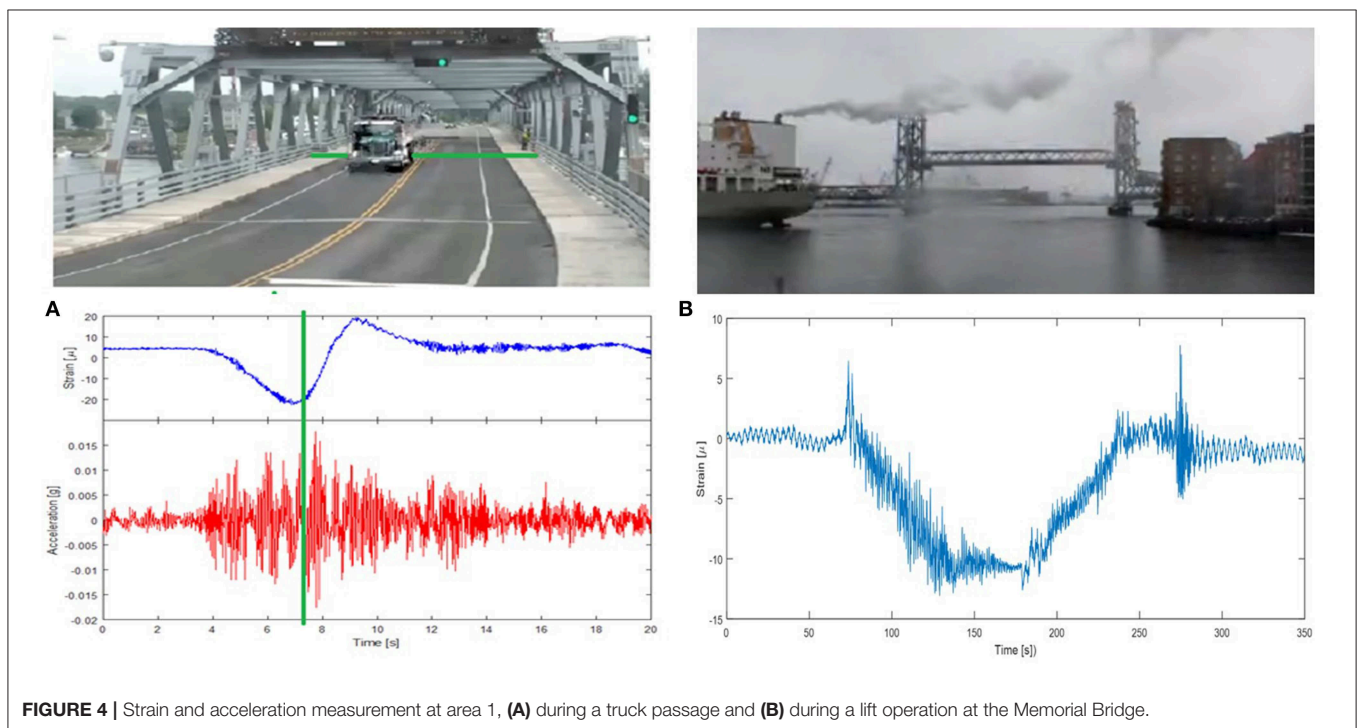 A
B
20
10
0
-20
Strain [µ]
0.015
0.01
0.005
0
-0.005
-0.01
0.015
-0.02
Acceleration [g]
0 2 4 6 8 10 12 14 16 18 20
Time [s]
10
5
0
-5
-10
-15
Strain [µ]
0 50 100 150 200 250 300 350
Time [s])
FIGURE 4 | Strain and acceleration measurement at area 1, (A) during a truck passage and (B) during a lift operation at the Memorial Bridge.